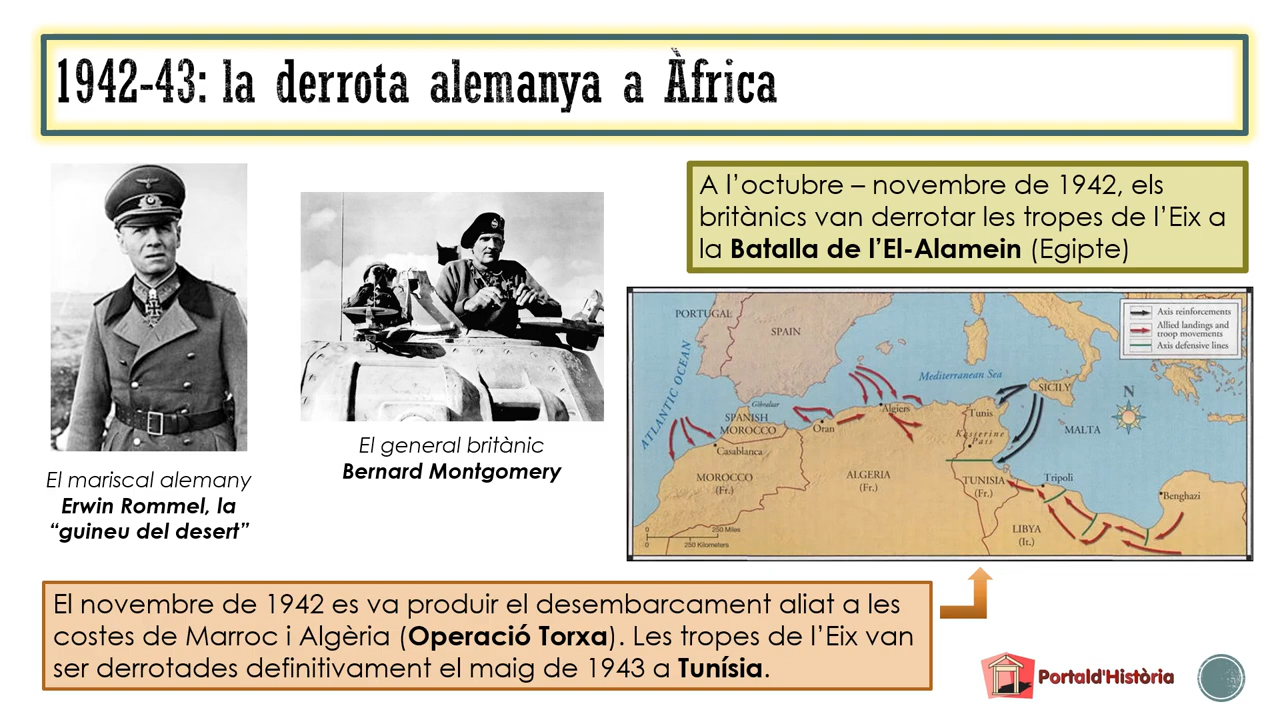 1942-43: la derrota alemanya a Àfrica
A l’octubre – novembre de 1942, els
britànics van derrotar les tropes de l’Eix a
la Batalla de l’El-Alamein (Egipte)
El mariscal alemany
Erwin Rommel, la
“guineu del desert”
El general britànic
Bernard Montgomery
Axis reinforcements
Allied landings and
troop movements
Axis defensive lines
PORTUGAL
SPAIN
ATLANTIC OCEAN
Mediterranean Sea
Gibraltar
SPANISH
MOROCCO
Oran
Algiers
Tunis
SICILY
N
Kasserine
Pass
MALTA
Casablanca
MOROCCO
(Fr.)
ALGERIA
(Fr.)
TUNISIA
(Fr.)
Tripoli
Benghazi
LIBYA
(It.)
0 250 Miles
0 250 Kilometers
El novembre de 1942 es va produir el desembarcament aliat a les
costes de Marroc i Algèria (Operació Torxa). Les tropes de l’Eix van
ser derrotades definitivament el maig de 1943 a Tunísia.
Portald'Història